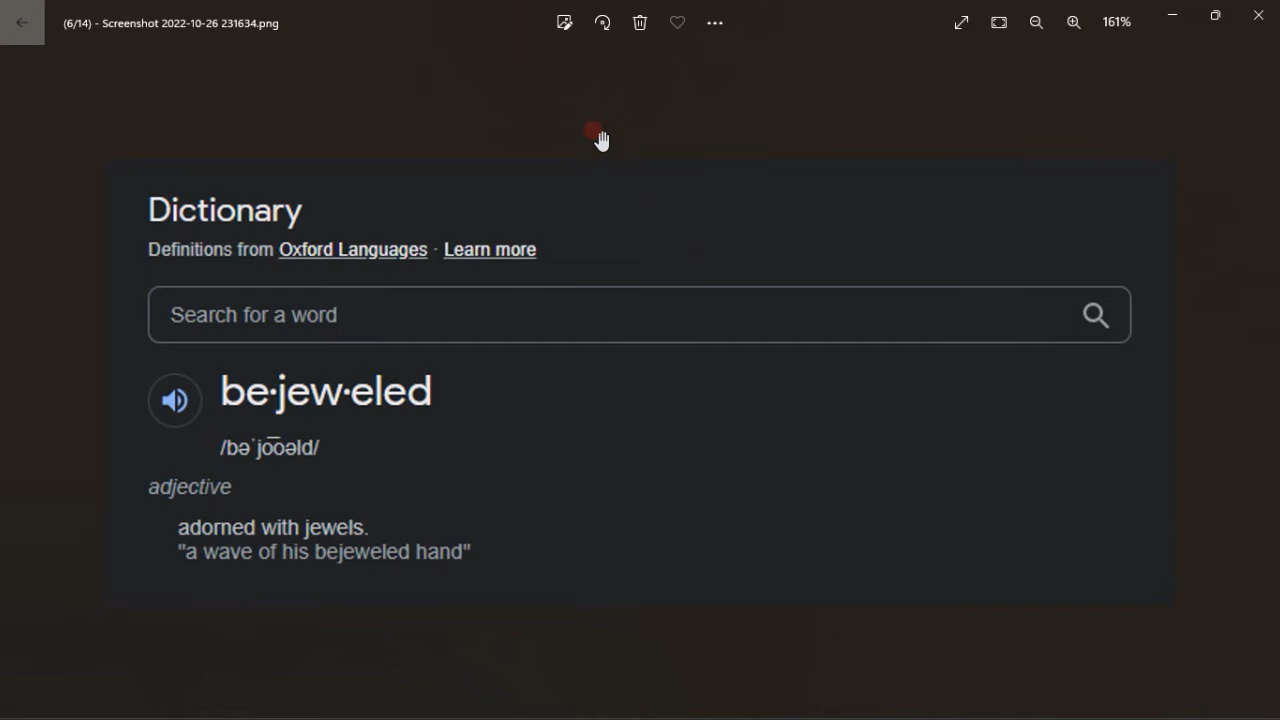 (6/14) - Screenshot 2022-10-26 231634.png
161%
Dictionary
Definitions from Oxford Languages · Learn more
Search for a word
be·jew·eled
/bəˈjo͞oəld/
adjective
adorned with jewels.
"a wave of his bejeweled hand"